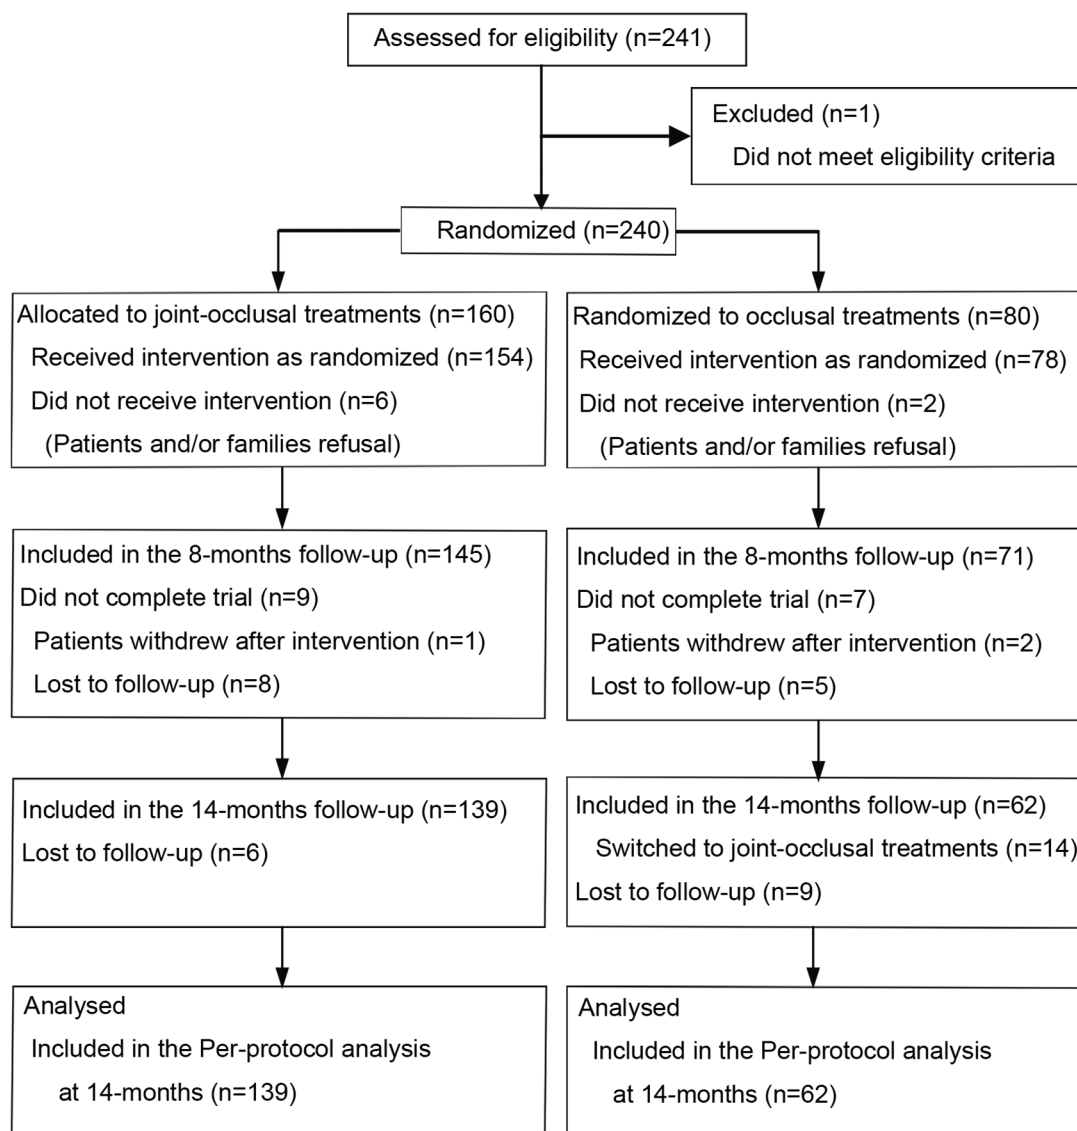 Assessed for eligibility (n=241)
Excluded (n=1)
Did not meet eligibility criteria
Randomized (n=240)
Allocated to joint-occlusal treatments (n=160)
Received intervention as randomized (n=154)
Did not receive intervention (n=6)
(Patients and/or families refusal)
Randomized to occlusal treatments (n=80)
Received intervention as randomized (n=78)
Did not receive intervention (n=2)
(Patients and/or families refusal)
Included in the 8-months follow-up (n=145)
Did not complete trial (n=9)
Patients withdrew after intervention (n=1)
Lost to follow-up (n=8)
Included in the 8-months follow-up (n=71)
Did not complete trial (n=7)
Patients withdrew after intervention (n=2)
Lost to follow-up (n=5)
Included in the 14-months follow-up (n=139)
Lost to follow-up (n=6)
Included in the 14-months follow-up (n=62)
Switched to joint-occlusal treatments (n=14)
Lost to follow-up (n=9)
Analysed
Included in the Per-protocol analysis
at 14-months (n=139)
Analysed
Included in the Per-protocol analysis
at 14-months (n=62)